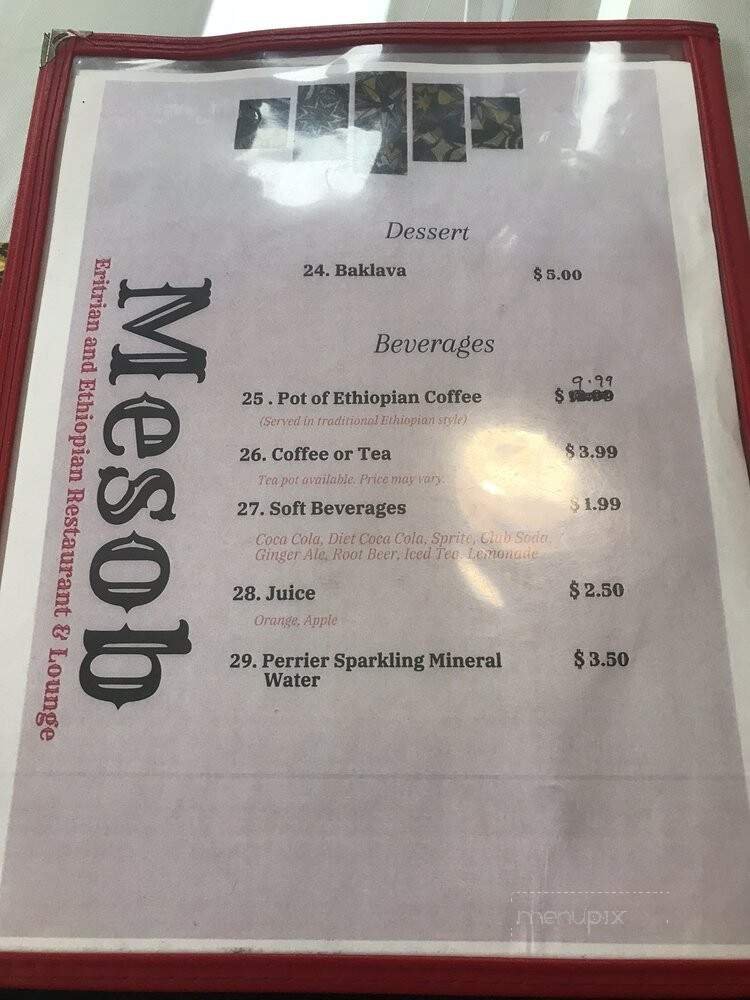 Mesob
Eritrian and Ethiopian Restaurant & Lounge
Dessert
24. Baklava $5.00
Beverages
9.99
25. Pot of Ethiopian Coffee $
(Served in traditional Ethiopian style)
26. Coffee or Tea $3.99
Tea pot available. Price may vary.
27. Soft Beverages $1.99
Coca Cola, Diet Coca Cola, Sprite, Club Soda,
Ginger Ale, Root Beer, Iced Tea, Lemonade
28. Juice $2.50
Orange, Apple
29. Perrier Sparkling Mineral $3.50
Water
menupix